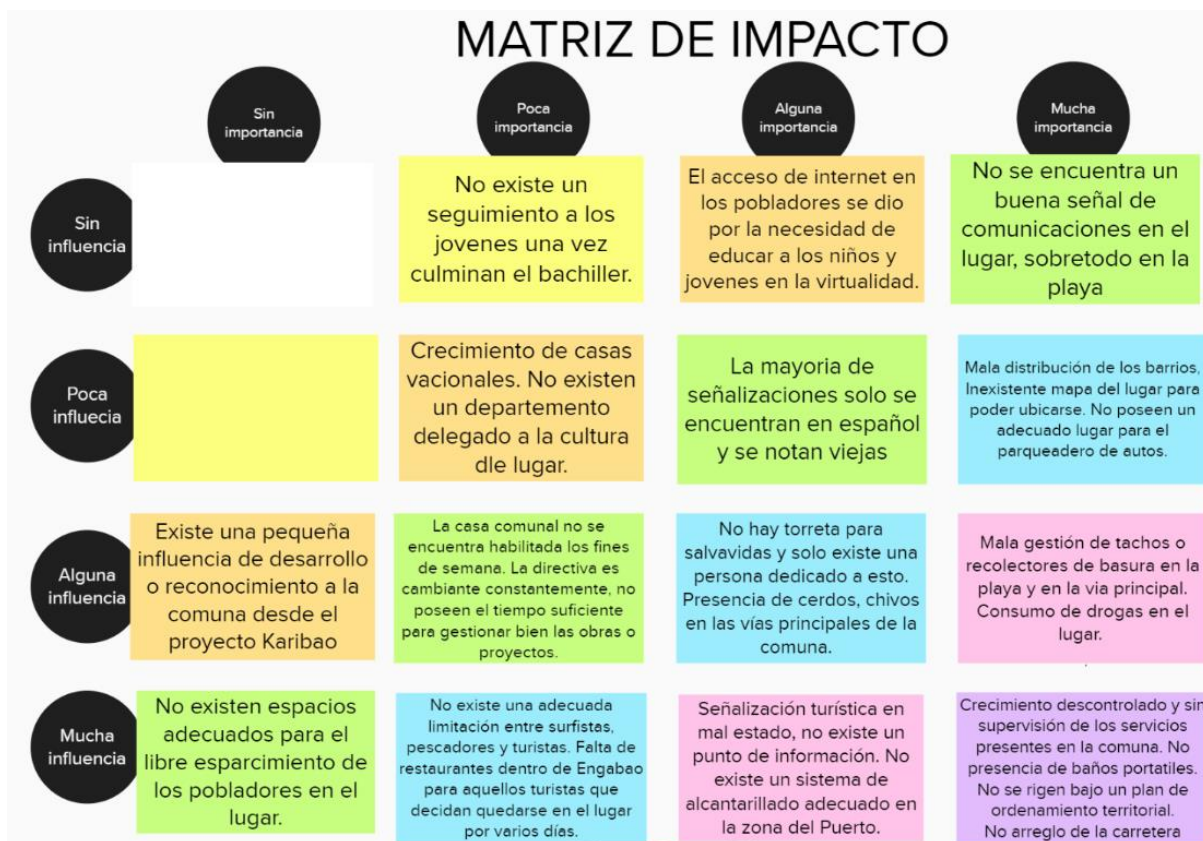 MATRIZ DE IMPACTO
Sin
importancia
Poca
importancia
Alguna
importancia
Mucha
importancia
Sin
influencia
No existe un
seguimiento a los
jovenes una vez
culminan el bachiller.
El acceso de internet en
los pobladores se dio
por la necesidad de
educar a los niños y
jovenes en la virtualidad.
No se encuentra un
buena señal de
comunicaciones en el
lugar, sobretodo en la
playa
Poca
influecia
Crecimiento de casas
vacionales. No existen
un departemento
delegado a la cultura
dle lugar.
La mayoria de
señalizaciones solo se
encuentran en español
y se notan viejas
Mala distribución de los barrios,
Inexistente mapa del lugar para
poder ubicarse. No poseen un
adecuado lugar para el
parqueadero de autos.
Alguna
influencia
Existe una pequeña
influencia de desarrollo
o reconocimiento a la
comuna desde el
proyecto Karibao
La casa comunal no se
encuentra habilitada los fines
de semana. La directiva es
cambiante constantemente, no
poseen el tiempo suficiente
para gestionar bien las obras o
proyectos.
No hay torreta para
salvavidas y solo existe una
persona dedicado a esto.
Presencia de cerdos, chivos
en las vías principales de la
comuna.
Mala gestión de tachos o
recolectores de basura en la
playa y en la via principal.
Consumo de drogas en el
lugar.
Mucha
influencia
No existen espacios
adecuados para el
libre esparcimiento de
los pobladores en el
lugar.
No existe una adecuada
limitación entre surfistas,
pescadores y turistas. Falta de
restaurantes dentro de Engabao
para aquellos turistas que
decidan quedarse en el lugar
por varios días.
Señalización turística en
mal estado, no existe un
punto de información. No
existe un sistema de
alcantarillado adecuado en
la zona del Puerto.
Crecimiento descontrolado y sin
supervisión de los servicios
presentes en la comuna. No
presencia de baños portatiles.
No se rigen bajo un plan de
ordenamiento territorial.
No arreglo de la carretera